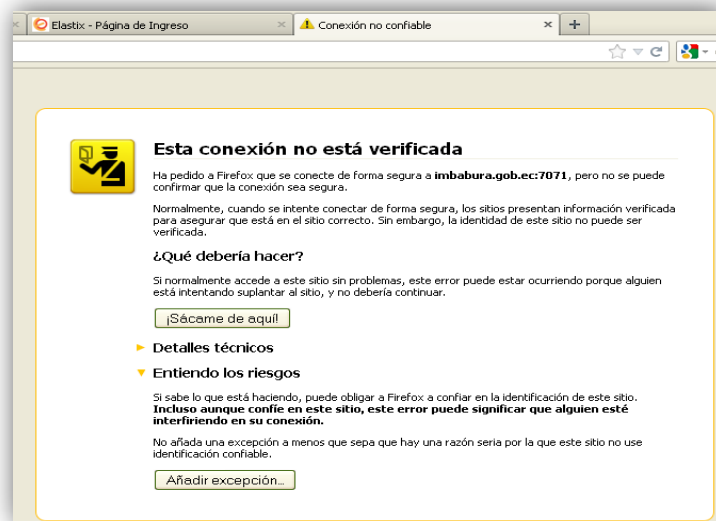 Elastix - Página de Ingreso
Conexión no confiable
Esta conexión no está verificada
Ha pedido a Firefox que se conecte de forma segura a imbabura.gob.ec:7071, pero no se puede
confirmar que la conexión sea segura.
Normalmente, cuando se intente conectar de forma segura, los sitios presentan información verificada
para asegurar que está en el sitio correcto. Sin embargo, la identidad de este sitio no puede ser
verificada.
¿Qué debería hacer?
Si normalmente accede a este sitio sin problemas, este error puede estar ocurriendo porque alguien
está intentando suplantar al sitio, y no debería continuar.
¡Sácame de aquí!
Detalles técnicos
Entiendo los riesgos
Si sabe lo que está haciendo, puede obligar a Firefox a confiar en la identificación de este sitio.
Incluso aunque confíe en este sitio, este error puede significar que alguien esté
interfiriendo en su conexión.
No añada una excepción a menos que sepa que hay una razón seria por la que este sitio no use
identificación confiable.
Añadir excepción...